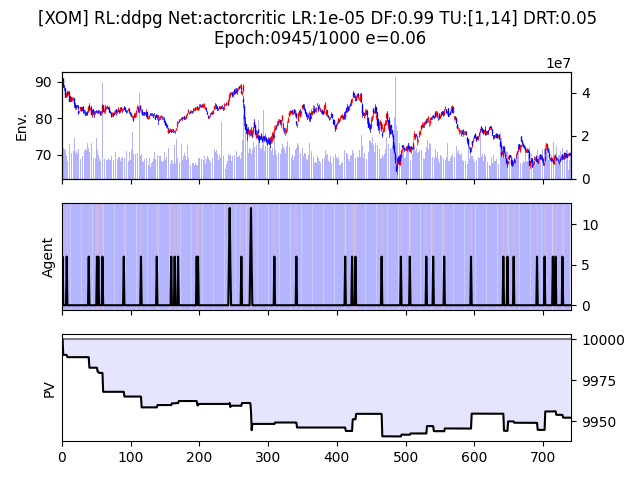 [XOM] RL:ddpg Net:actorcritic LR:1e-05 DF:0.99 TU:[1,14] DRT:0.05
Epoch:0945/1000 e=0.06
1e7
90
80
70
Env.
4
2
0
Agent
10
5
0
PV
10000
9975
9950
0 100 200 300 400 500 600 700